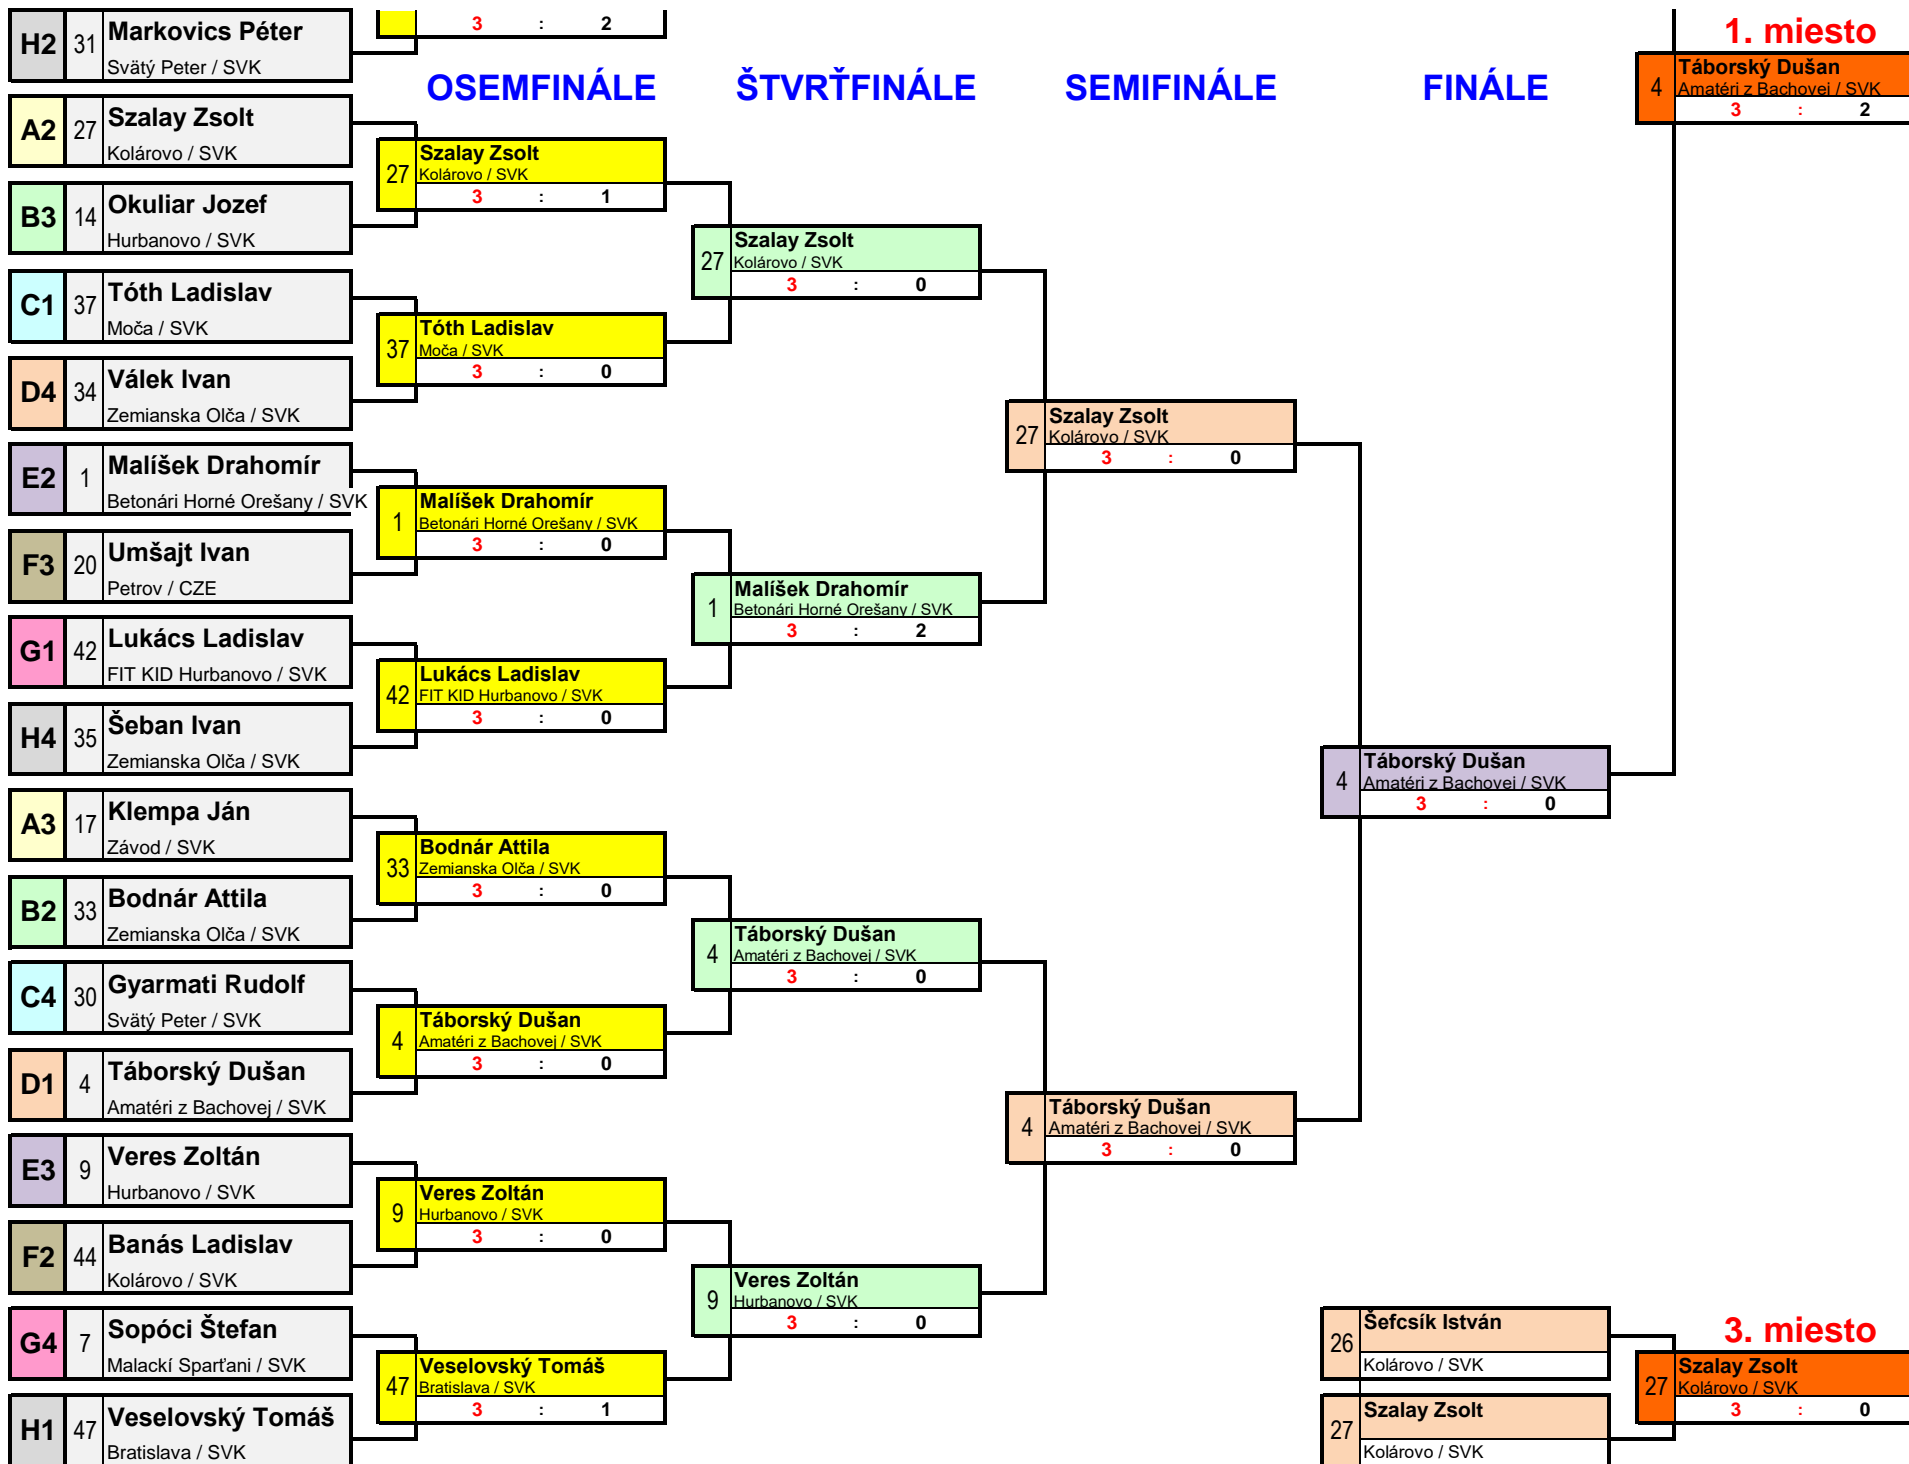 H2 31 Markovics Péter
Svätý Peter / SVK
3 : 2
1. miesto
OSEMFINÁLE ŠTVRŤFINÁLE SEMIFINÁLE FINÁLE
4 Táborský Dušan
Amatéri z Bachovej / SVK
3 : 2
A2 27 Szalay Zsolt
Kolárovo / SVK
B3 14 Okuliar Jozef
Hurbanovo / SVK
C1 37 Tóth Ladislav
Moča / SVK
D4 34 Válek Ivan
Zemianska Olča / SVK
E2 1 Malíšek Drahomír
Betonári Horné Orešany / SVK
F3 20 Umšajt Ivan
Petrov / CZE
G1 42 Lukács Ladislav
FIT KID Hurbanovo / SVK
H4 35 Šeban Ivan
Zemianska Olča / SVK
A3 17 Klempa Ján
Závod / SVK
B2 33 Bodnár Attila
Zemianska Olča / SVK
C4 30 Gyarmati Rudolf
Svätý Peter / SVK
D1 4 Táborský Dušan
Amatéri z Bachovej / SVK
E3 9 Veres Zoltán
Hurbanovo / SVK
F2 44 Banás Ladislav
Kolárovo / SVK
G4 7 Sopóci Štefan
Malackí Sparťani / SVK
H1 47 Veselovský Tomáš
Bratislava / SVK
27 Szalay Zsolt
Kolárovo / SVK
3 : 1
37 Tóth Ladislav
Moča / SVK
3 : 0
1 Malíšek Drahomír
Betonári Horné Orešany / SVK
3 : 0
42 Lukács Ladislav
FIT KID Hurbanovo / SVK
3 : 0
33 Bodnár Attila
Zemianska Olča / SVK
3 : 0
4 Táborský Dušan
Amatéri z Bachovej / SVK
3 : 0
9 Veres Zoltán
Hurbanovo / SVK
3 : 0
47 Veselovský Tomáš
Bratislava / SVK
3 : 1
27 Szalay Zsolt
Kolárovo / SVK
3 : 0
1 Malíšek Drahomír
Betonári Horné Orešany / SVK
3 : 2
4 Táborský Dušan
Amatéri z Bachovej / SVK
3 : 0
9 Veres Zoltán
Hurbanovo / SVK
3 : 0
27 Szalay Zsolt
Kolárovo / SVK
3 : 0
4 Táborský Dušan
Amatéri z Bachovej / SVK
3 : 0
4 Táborský Dušan
Amatéri z Bachovej / SVK
3 : 0
26 Šefcsík István
Kolárovo / SVK
27 Szalay Zsolt
Kolárovo / SVK
3. miesto
27 Szalay Zsolt
Kolárovo / SVK
3 : 0